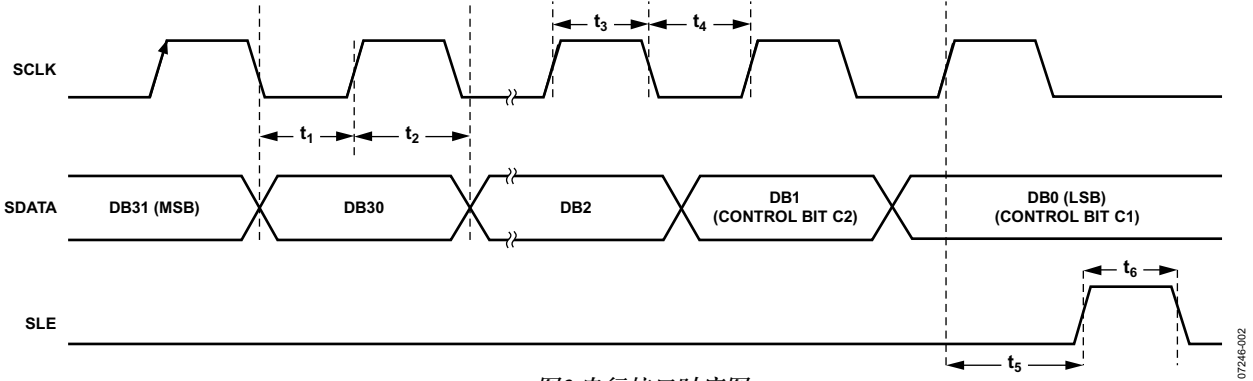 t3
t4
SCLK
t1
t2
SDATA
DB31 (MSB)
DB30
DB2
DB1
(CONTROL BIT C2)
DB0 (LSB)
(CONTROL BIT C1)
t6
SLE
t5
07246-002